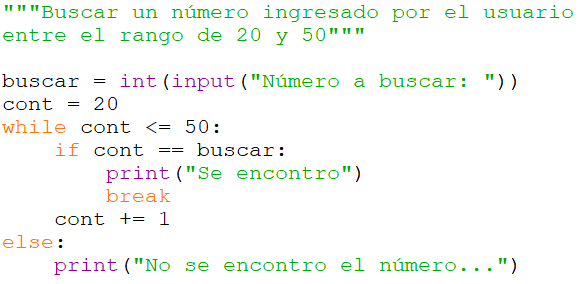 """Buscar un número ingresado por el usuario
entre el rango de 20 y 50"""
buscar = int(input("Número a buscar: "))
cont = 20
while cont <= 50:
    if cont == buscar:
        print("Se encontro")
        break
    cont += 1
else:
    print("No se encontro el número...")